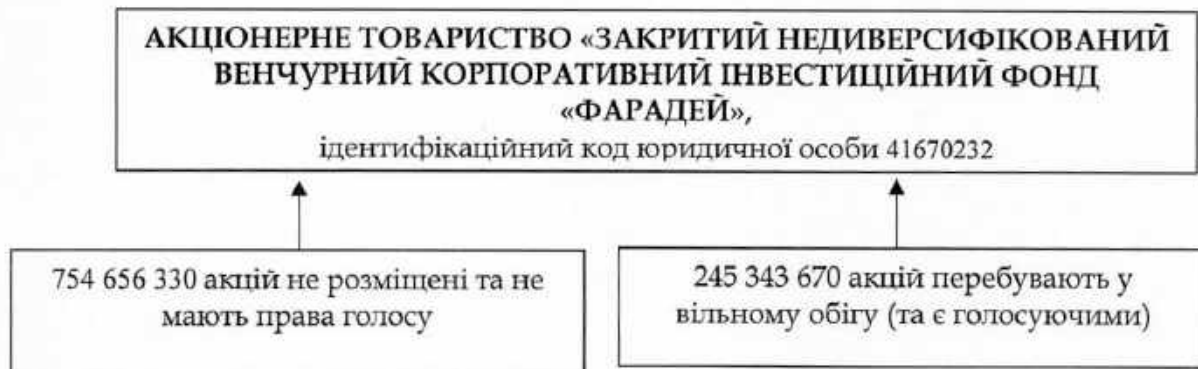 АКЦІОНЕРНЕ ТОВАРИСТВО «ЗАКРИТИЙ НЕДИВЕРСИФІКОВАНИЙ
ВЕНЧУРНИЙ КОРПОРАТИВНИЙ ІНВЕСТИЦІЙНИЙ ФОНД
«ФАРАДЕЙ»,
ідентифікаційний код юридичної особи 41670232
754 656 330 акцій не розміщені та не
мають права голосу
245 343 670 акцій перебувають у
вільному обігу (та є голосуючими)